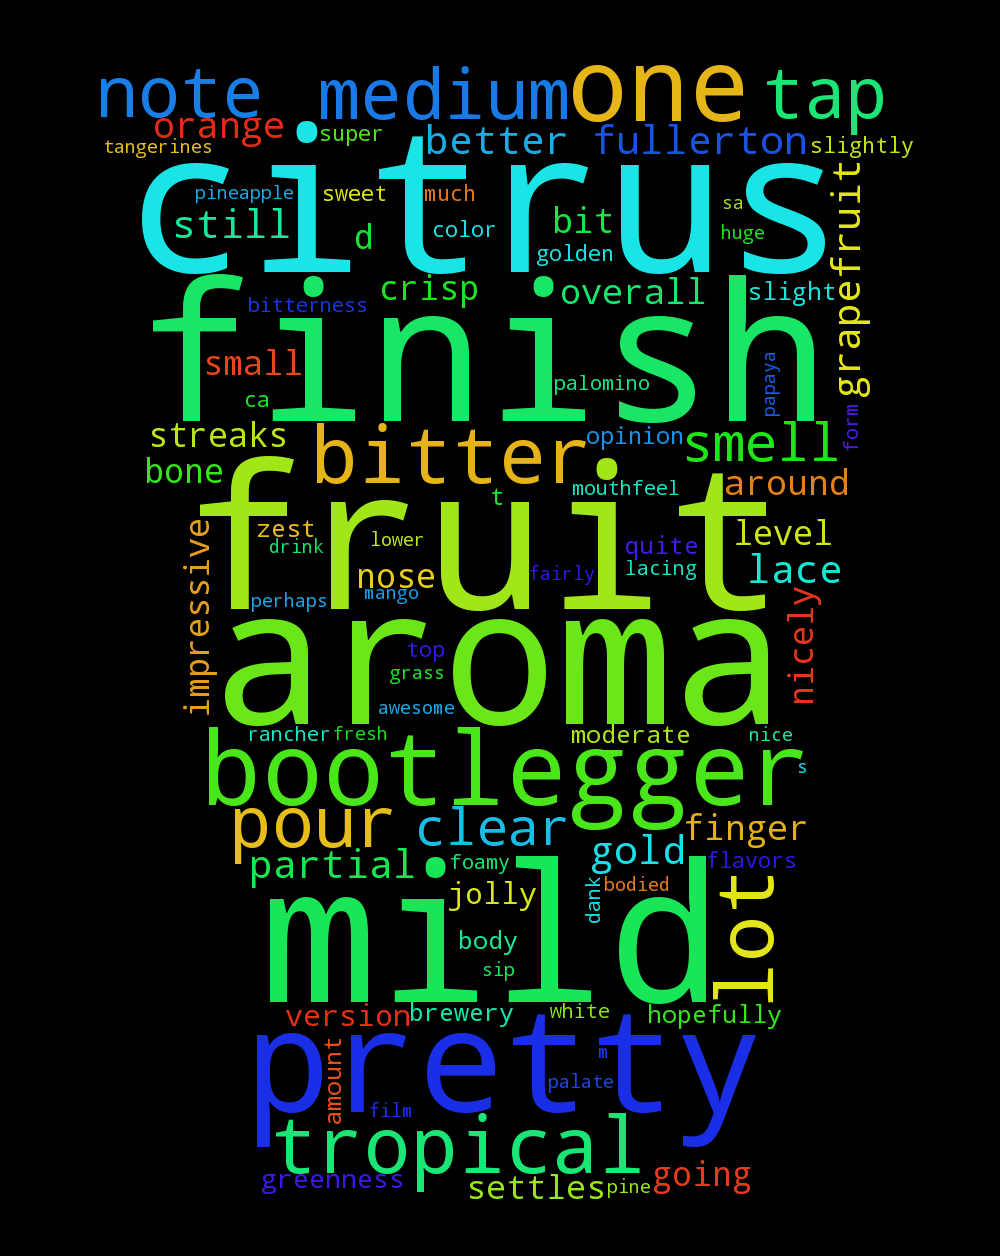 note medium one tap
orange super better fullerton slightly
tangerines
citrus
pineapple sweet much sa grapefruit
still d color bit huge
golden
finish
bitterness crisp overall slight
small palomino papaya
ca form
streaks bitter opinion smell
bone t mouthfeel around
fruit
impressive zest lower quite level
drink nose fairly lacing lace
perhaps mango nicely
aroma
top
grass
awesome
rancher fresh moderate nice
bootlegger s
pour clear finger
partial foamy gold flavors
mild
jolly dank bodied lot
body
sip
version brewery white hopefully
pretty
amount m
film palate
tropical
greenness settles pine going